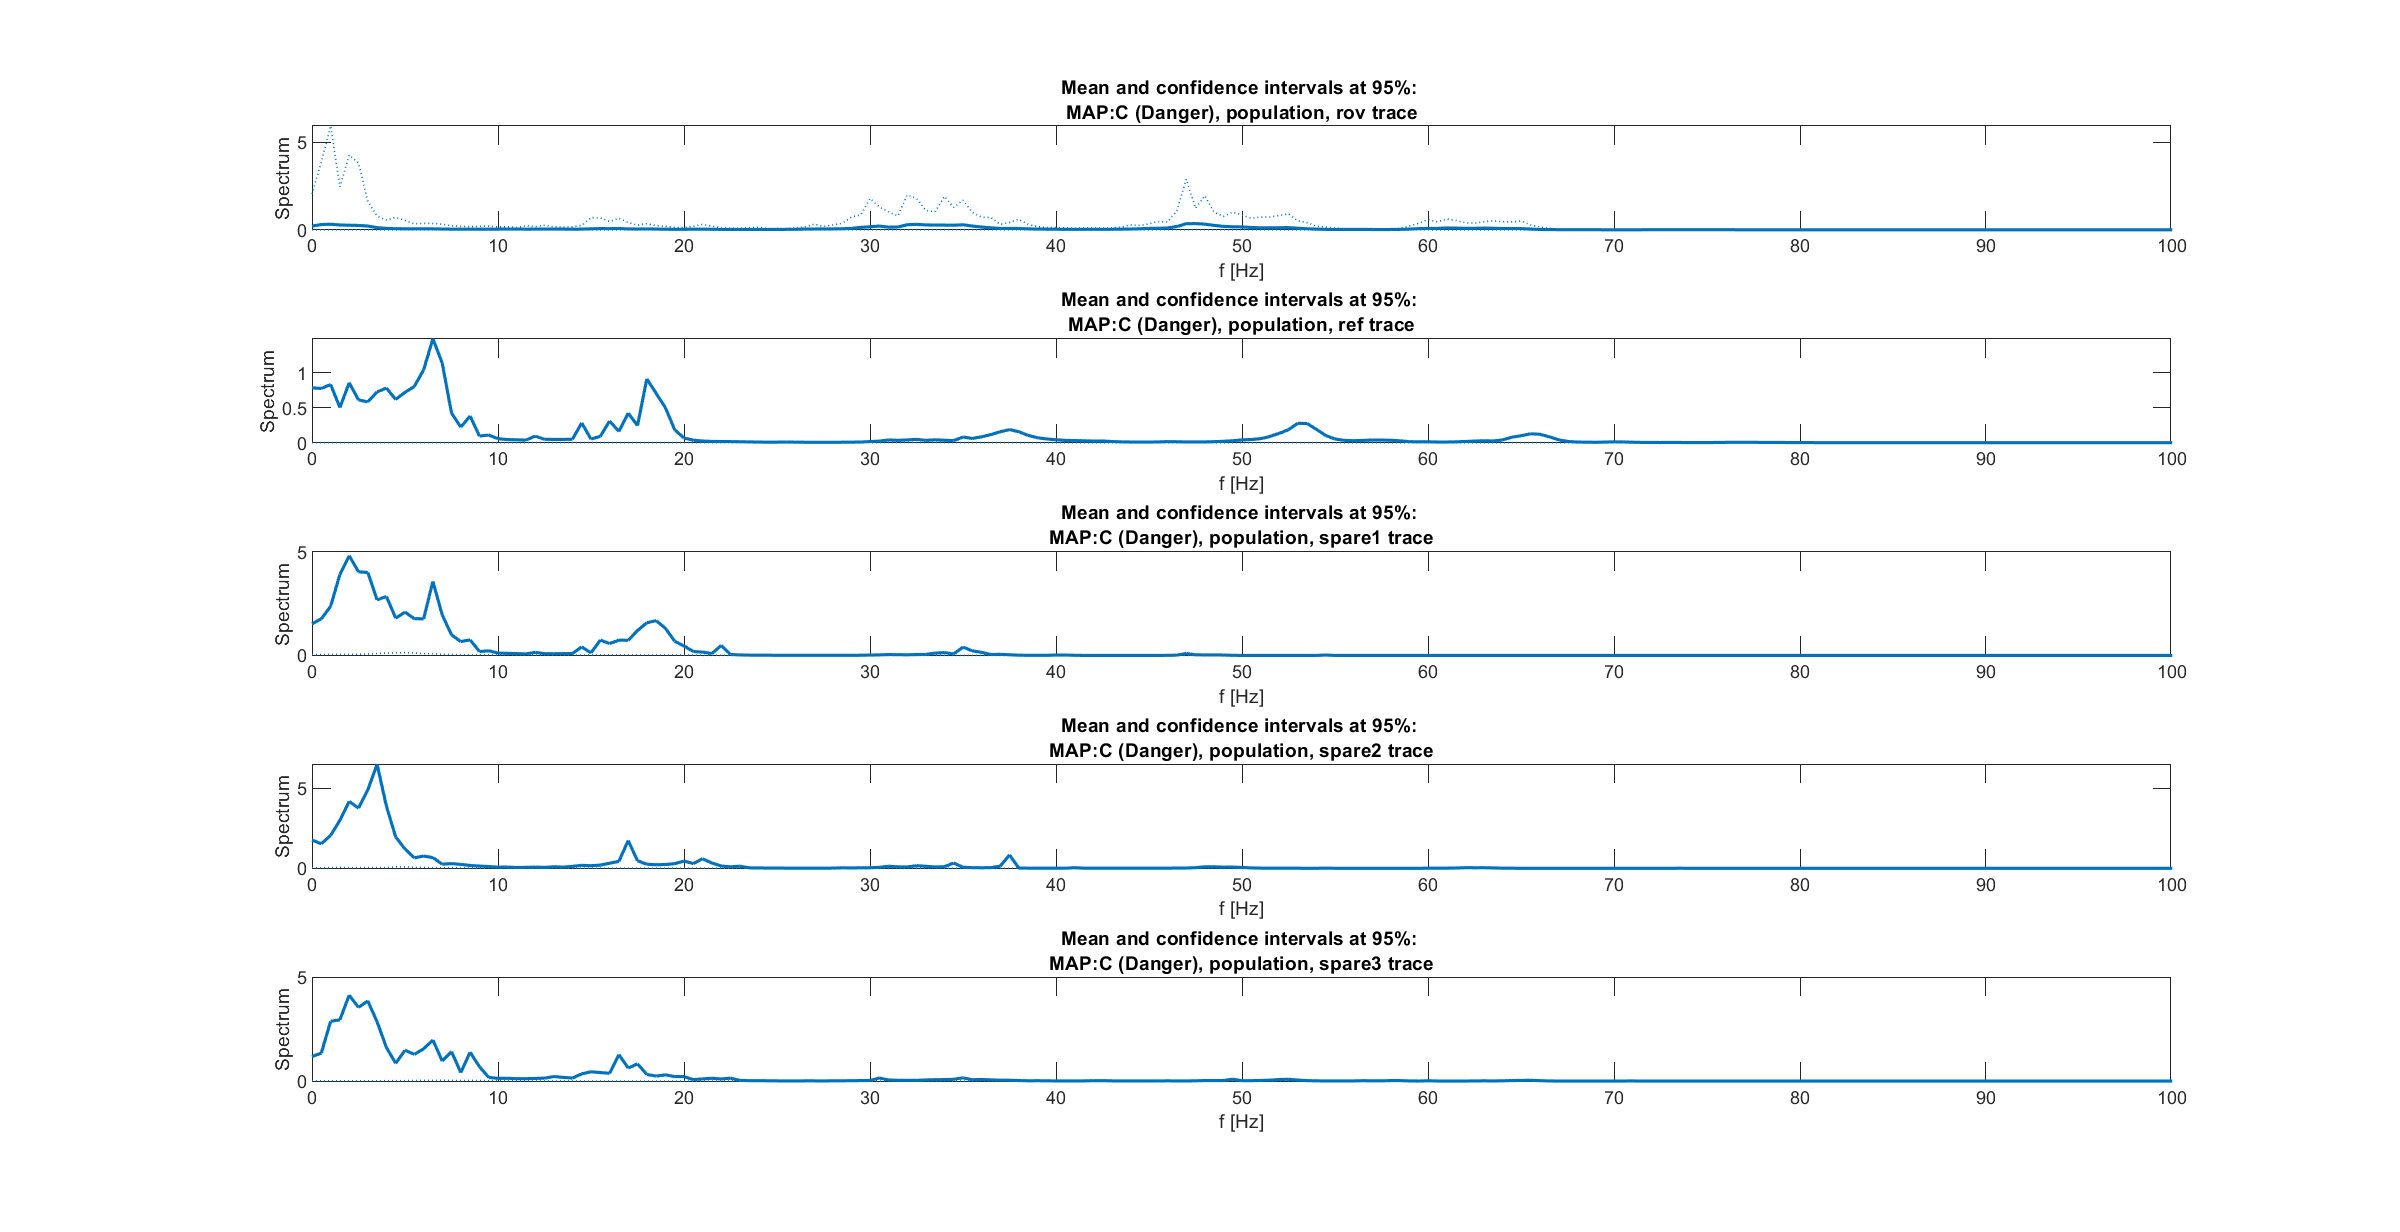 Mean and confidence intervals at 95%:
MAP:C (Danger), population, rov trace
Spectrum
5
0
0 10 20 30 40 50 60 70 80 90 100
f [Hz]
Mean and confidence intervals at 95%:
MAP:C (Danger), population, ref trace
Spectrum
1
0.5
0
0 10 20 30 40 50 60 70 80 90 100
f [Hz]
Mean and confidence intervals at 95%:
MAP:C (Danger), population, spare1 trace
Spectrum
5
0
0 10 20 30 40 50 60 70 80 90 100
f [Hz]
Mean and confidence intervals at 95%:
MAP:C (Danger), population, spare2 trace
Spectrum
5
0
0 10 20 30 40 50 60 70 80 90 100
f [Hz]
Mean and confidence intervals at 95%:
MAP:C (Danger), population, spare3 trace
Spectrum
5
0
0 10 20 30 40 50 60 70 80 90 100
f [Hz]